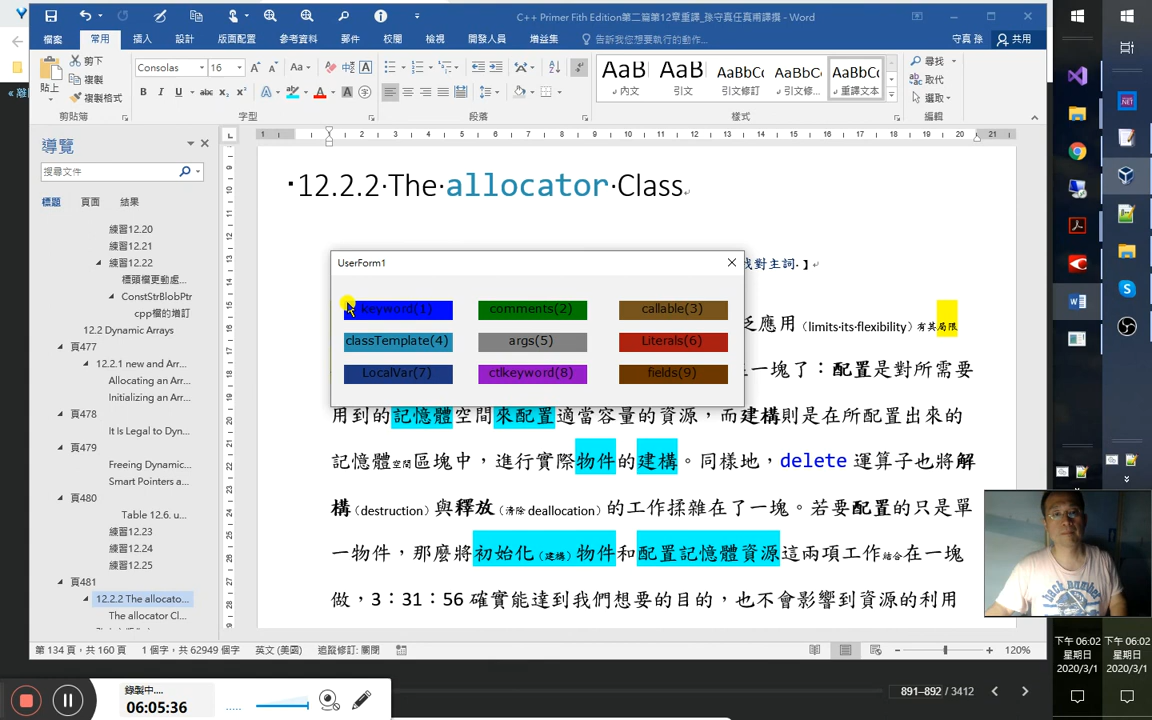 C++ Primer Fith Edition第二篇第12章重譯_孫守真任真甫譯撰 - Word
檔案 常用 插入 設計 版面配置 參考資料 郵件 校閱 檢視 開發人員 增益集 告訴我您想要執行的動作... 守真 孫 共用
貼上
剪下
複製
複製格式
剪貼簿
Consolas 16
字型
段落
AaBb AaBb AaBbCc AaBbCc AaBbCc
內文 引文 引文修訂 引文修... 重譯文本
樣式
尋找
取代
選取
編輯
導覽
搜尋文件
標題 頁面 結果
練習12.20
練習12.21
練習12.22
標頭檔更動處...
ConstStrBlobPtr
cpp檔的增訂
12.2 Dynamic Arrays
頁477
12.2.1 new and Arr...
Allocating an Array...
Initializing an Array...
頁478
It Is Legal to Dyn...
頁479
Freeing Dynamic...
Smart Pointers a...
頁480
Table 12.6. u...
練習12.23
練習12.24
練習12.25
頁481
12.2.2 The allocato...
The allocator Cl...
12.2.2 The allocator Class
找對主詞.】
UserForm1
keyword(1) comments(2) callable(3)
classTemplate(4) args(5) Literals(6)
LocalVar(7) ctlkeyword(8) fields(9)
乏應用 (limits its flexibility) 有其局限
一塊了：配置是對所需要
用到的記憶體空間來配置適當容量的資源，而建構則是在所配置出來的
記憶體空間區塊中，進行實際物件的建構。同樣地，delete 運算子也將解
構 (destruction) 與釋放 (清除 deallocation) 的工作揉雜在了一塊。若要配置的只是單
一物件，那麼將初始化（建構）物件和配置記憶體資源這兩項工作結合在一塊
做，3：31：56 確實能達到我們想要的目的，也不會影響到資源的利用
第 134 頁，共 160 頁 1 個字，共 62949 個字 英文 (美國) 追蹤修訂: 關閉
120%
錄製中....
06:05:36
891–892 / 3412
下午 06:02
星期日
2020/3/1
下午 06:02
星期日
2020/3/1